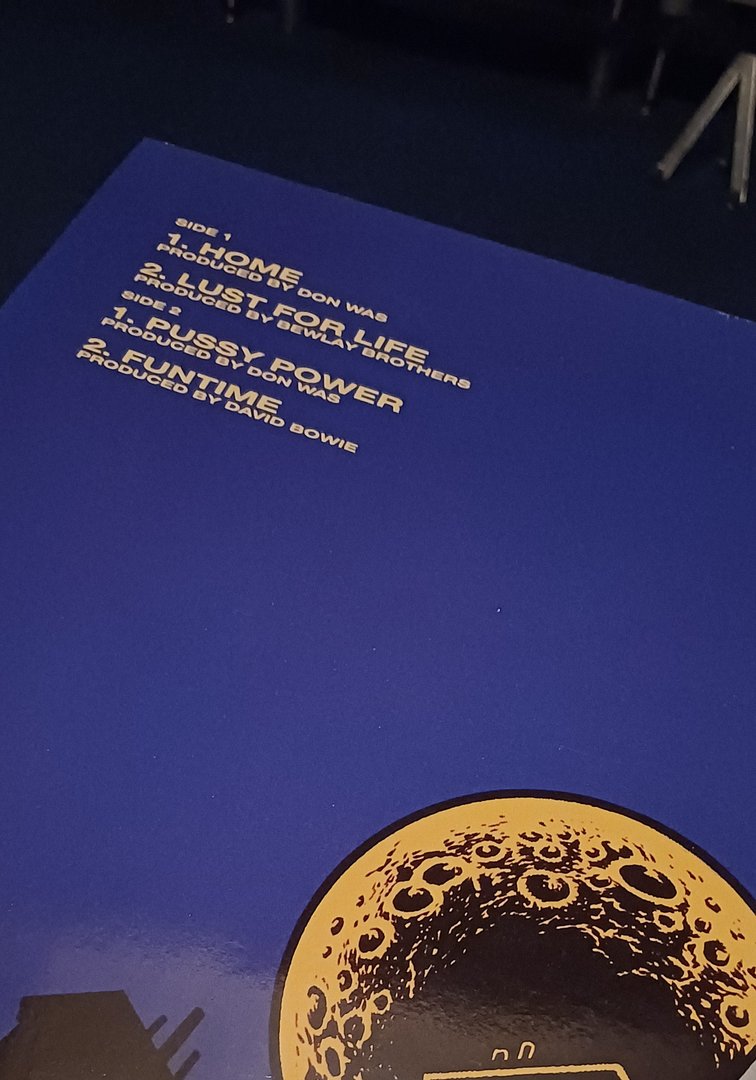 SIDE 1
1. HOME
PRODUCED BY DON WAS
2. LUST FOR LIFE
PRODUCED BY BEWLAY BROTHERS
SIDE 2
1. PUSSY POWER
PRODUCED BY DON WAS
2. FUNTIME
PRODUCED BY DAVID BOWIE